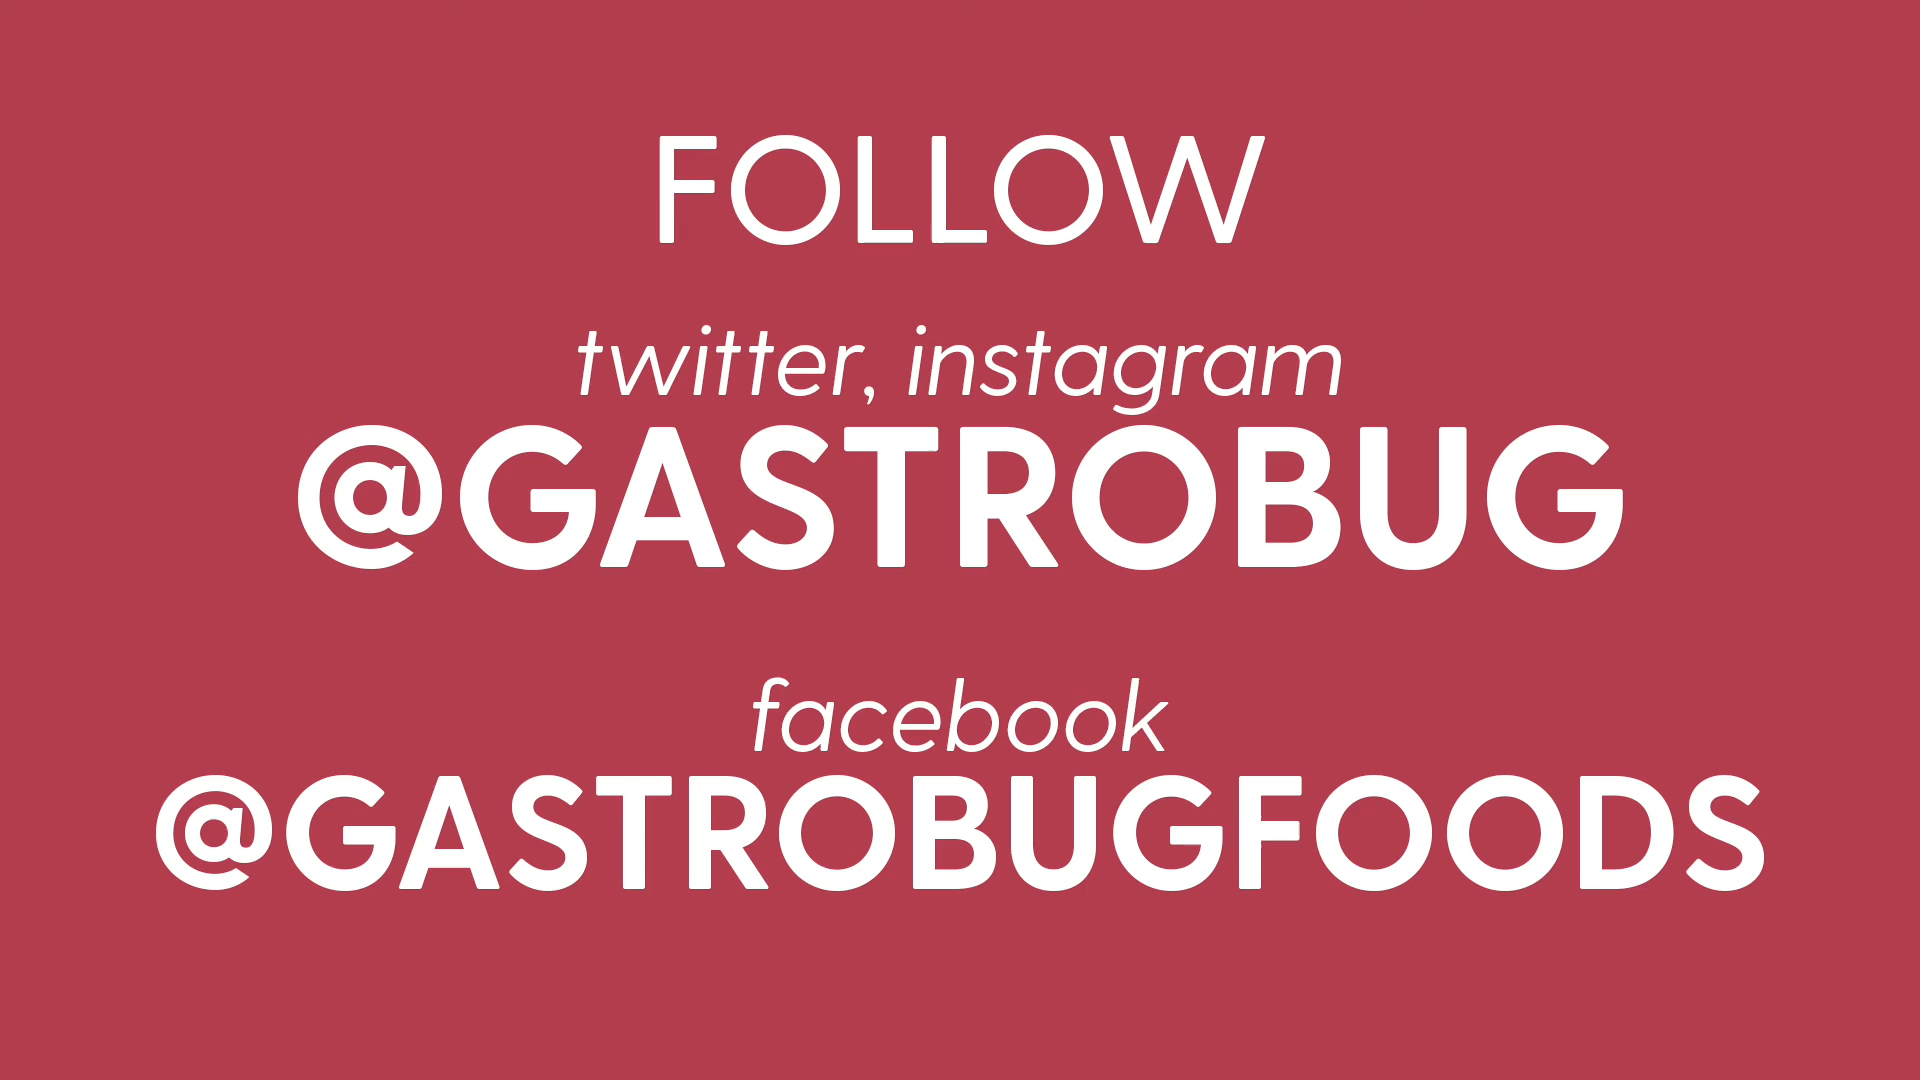 FOLLOW
twitter, instagram
@GASTROBUG
facebook
@GASTROBUGFOODS